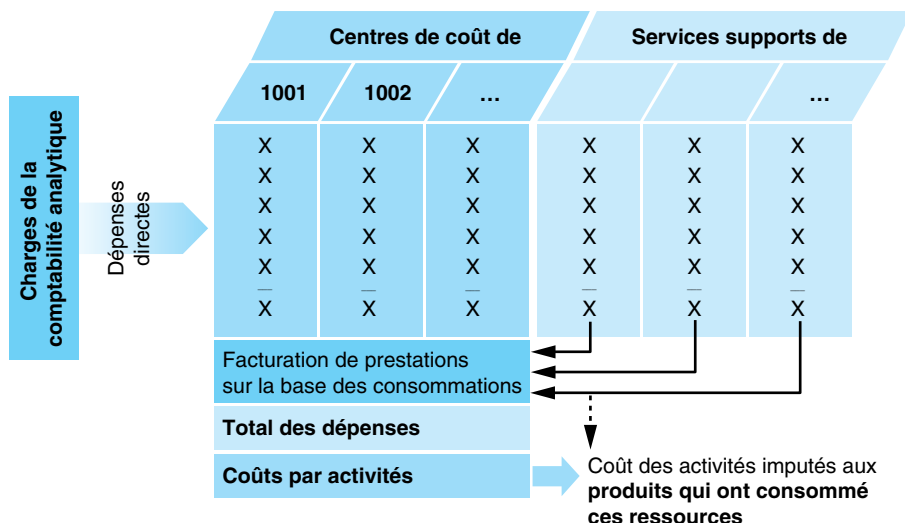 Centres de coût de
Services supports de
1001
1002
...
...
Charges de la
comptabilité analytique
Dépenses
directes
X X X X X X
X X X X X X
X X X X X X
X X X X X X
X X X X X X
X X X X X X
Facturation de prestations
sur la base des consommations
Total des dépenses
Coûts par activités
Coût des activités imputés aux
produits qui ont consommé
ces ressources